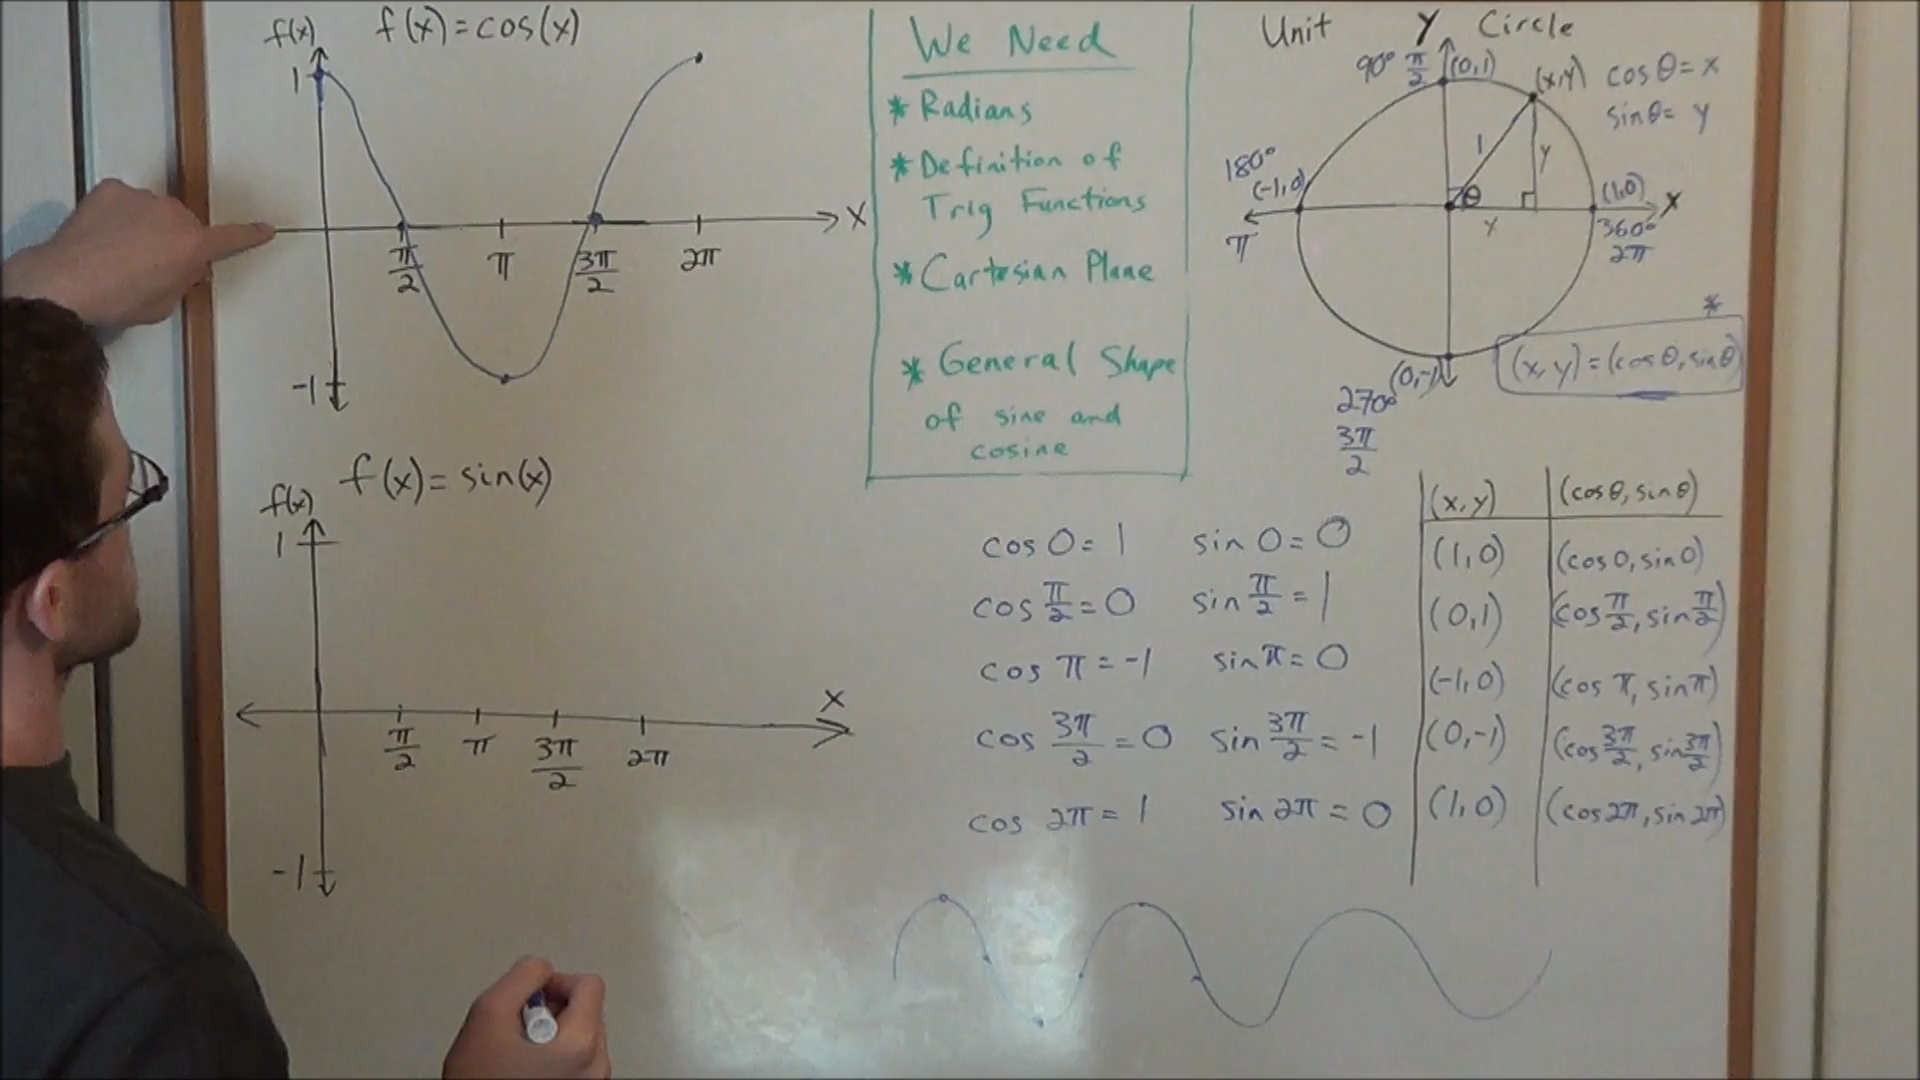 f(x) = cos(x)
f(x)
1
X
π/2 π 3π/2 2π
-1
f(x) = sin(x)
f(x)
1
X
π/2 π 3π/2 2π
-1
We Need
* Radians
* Definition of
Trig Functions
* Cartesian Plane
* General Shape
of sine and
cosine
Unit Y Circle
90° π/2 (0,1) (x,y) cos θ = x
sin θ = y
1 y
180°
(-1,0) θ (1,0) X
π x 360°
2π
*
(x, y) = (cos θ, sin θ)
(0,-1)
270°
3π/2
cos 0 = 1 sin 0 = 0
cos π/2 = 0 sin π/2 = 1
cos π = -1 sin π = 0
cos 3π/2 = 0 sin 3π/2 = -1
cos 2π = 1 sin 2π = 0
(x, y) (cos θ, sin θ)
(1,0) (cos 0, sin 0)
(0,1) (cos π/2, sin π/2)
(-1,0) (cos π, sin π)
(0,-1) (cos 3π/2, sin 3π/2)
(1,0) (cos 2π, sin 2π)